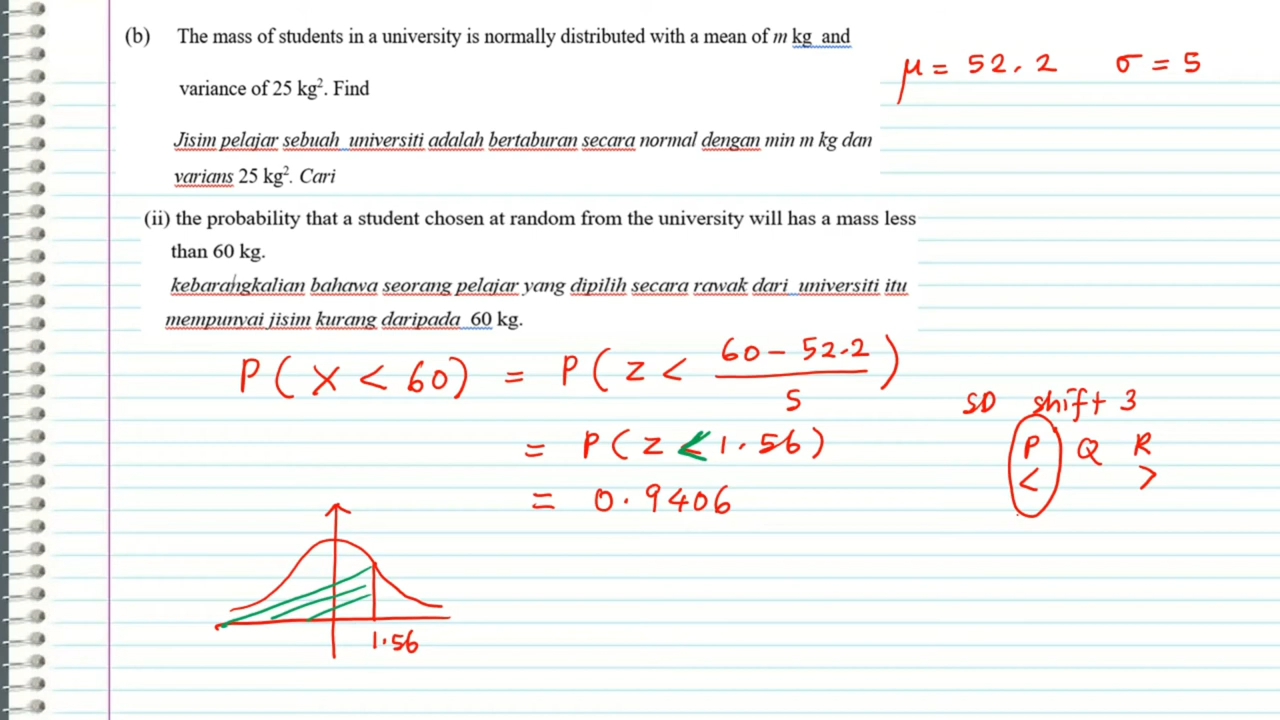 (b) The mass of students in a university is normally distributed with a mean of m kg and
μ = 52.2 σ = 5
variance of 25 kg². Find
Jisim pelajar sebuah universiti adalah bertaburan secara normal dengan min m kg dan
varians 25 kg². Cari
(ii) the probability that a student chosen at random from the university will has a mass less
than 60 kg.
kebarangkalian bahawa seorang pelajar yang dipilih secara rawak dari universiti itu
mempunyai jisim kurang daripada 60 kg.
P(X < 60) = P(Z < (60 - 52.2)/5)
= P(Z < 1.56)
= 0.9406
SD shift 3
P Q R
< >
1.56